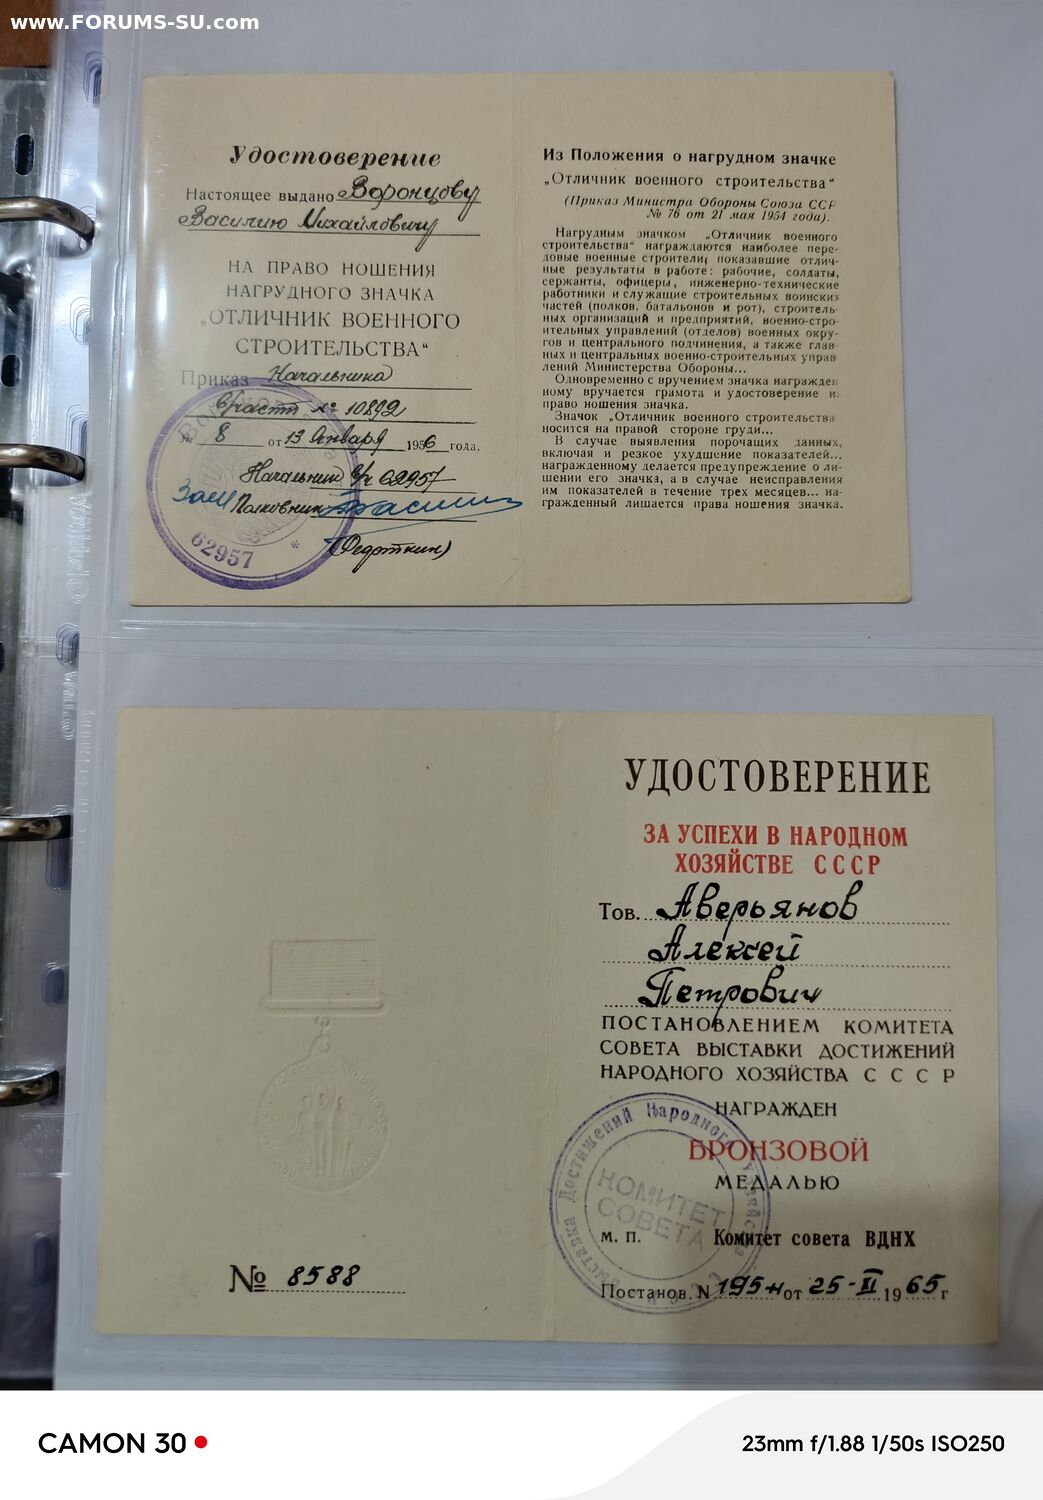 www.FORUMS-SU.com
Удостоверение
Настоящее выдано Воронцову
Василию Михайловичу
НА ПРАВО НОШЕНИЯ
НАГРУДНОГО ЗНАЧКА
„ОТЛИЧНИК ВОЕННОГО
СТРОИТЕЛЬСТВА“
Приказ Начальника
№ 10892
№ 8 от 13 Января 1956 года.
Начальник в/ч 62957
Зам Полковник
(Федоткин)
62957
Из Положения о нагрудном значке
„Отличник военного строительства“
(Приказ Министра Обороны Союза ССР
№ 76 от 21 мая 1954 года).
Нагрудным значком „Отличник военного
строительства“ награждаются наиболее пере-
довые военные строители, показавшие отлич-
ные результаты в работе: рабочие, солдаты,
сержанты, офицеры, инженерно-технические
работники и служащие строительных воинских
частей (полков, батальонов и рот), строитель-
ных организаций и предприятий, военно-стро-
ительных управлений (отделов) военных окру-
гов и центрального подчинения, а также глав-
ных и центральных военно-строительных управ
лений Министерства Обороны...
Одновременно с вручением значка награжден
ному вручается грамота и удостоверение н.
право ношения значка.
Значок „Отличник военного строительства
носится на правой стороне груди...
В случае выявления порочащих данных,
включая и резкое ухудшение показателей...
награжденному делается предупреждение о ли-
шении его значка, а в случае неисправления
им показателей в течение трех месяцев... на-
гражденный лишается права ношения значка.
УДОСТОВЕРЕНИЕ
ЗА УСПЕХИ В НАРОДНОМ
ХОЗЯЙСТВЕ СССР
Тов. Аверьянов
Алексей
Петрович
ПОСТАНОВЛЕНИЕМ КОМИТЕТА
СОВЕТА ВЫСТАВКИ ДОСТИЖЕНИЙ
НАРОДНОГО ХОЗЯЙСТВА СССР
НАГРАЖДЕН
БРОНЗОВОЙ
МЕДАЛЬЮ
Выставка Достижений Народного Хозяйства
КОМИТЕТ
СОВЕТА
М. П. Комитет совета ВДНХ
Постанов. N 195-н от 25-II 1965 г
№ 8588
CAMON 30
23mm f/1.88 1/50s ISO250